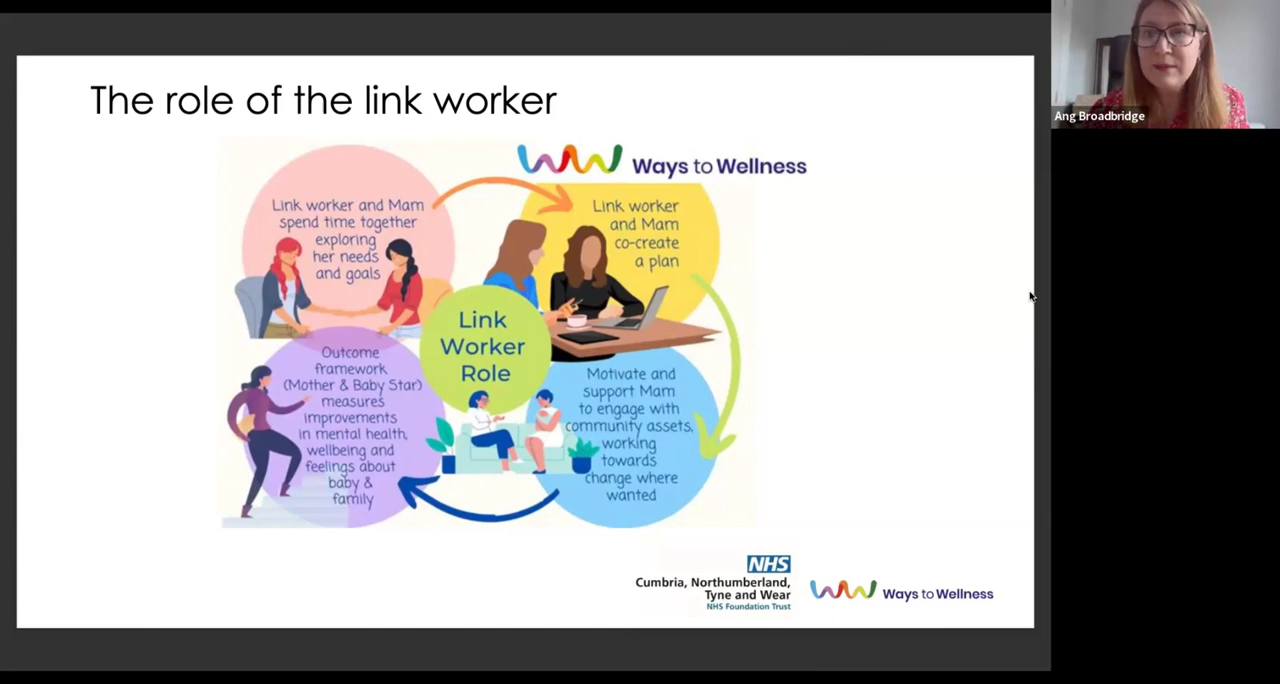 The role of the link worker
Ways to Wellness
Link worker and Mam
spend time together
exploring
her needs
and goals
Link worker
and Mam
co-create
a plan
Link
Worker
Role
Motivate and
support Mam
to engage with
community assets,
working
towards
change where
wanted
Outcome
framework
(Mother & Baby Star)
measures
improvements
in mental health,
wellbeing and
feelings about
baby &
family
NHS
Cumbria, Northumberland,
Tyne and Wear
NHS Foundation Trust
Ways to Wellness
Ang Broadbridge